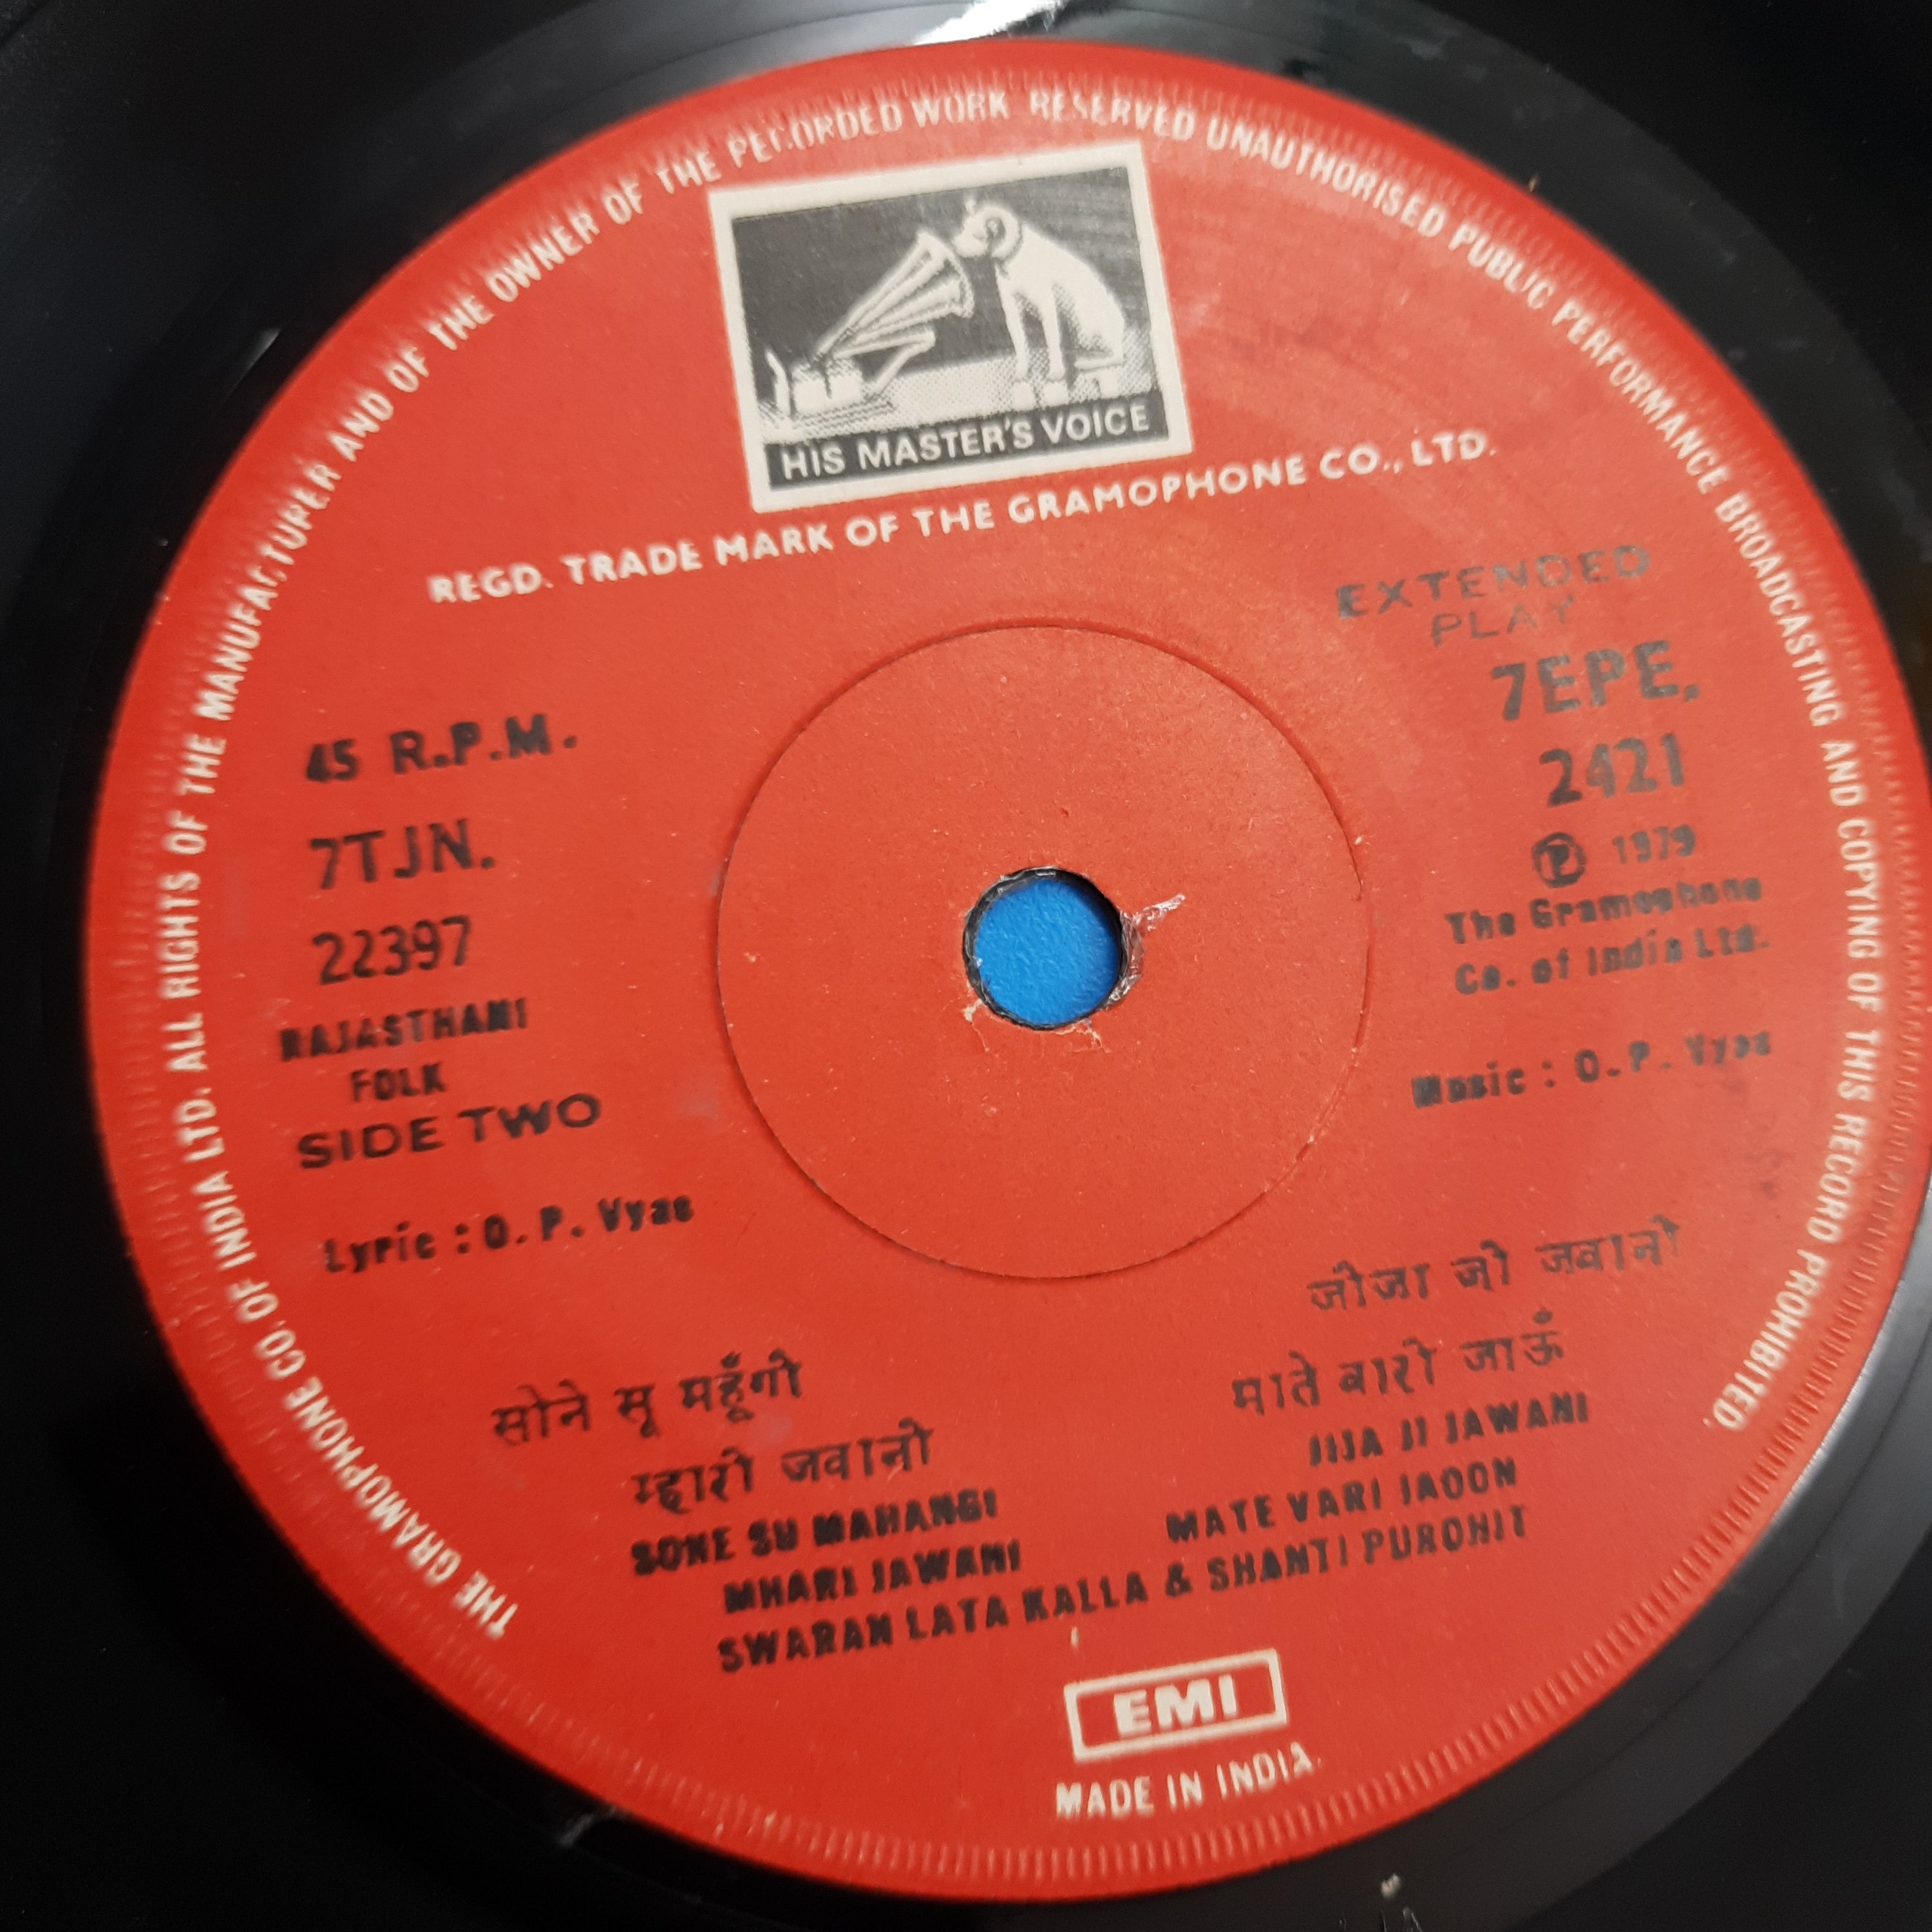 THE GRAMOPHONE CO. OF INDIA LTD. ALL RIGHTS OF THE MANUFACTURER AND OF THE OWNER OF THE RECORDED WORK RESERVED UNAUTHORISED PUBLIC PERFORMANCE BROADCASTING AND COPYING OF THIS RECORD PROHIBITED.
HIS MASTER'S VOICE
REGD. TRADE MARK OF THE GRAMOPHONE CO., LTD.
EXTENDED
PLAY
7EPE.
2421
℗ 1979
The Gramophone
Co. of India Ltd.
Music : O. P. Vyas
45 R.P.M.
7TJN.
22397
RAJASTHANI
FOLK
SIDE TWO
Lyric : O. P. Vyas
सोने सू महूँगी
म्हारी जवानी
SONE SU MAHANGI
MHARI JAWANI
जीजा जी जवानी
माते वारी जाऊँ
JIJA JI JAWANI
MATE VARI JAOON
SWARAN LATA KALLA & SHANTI PUROHIT
EMI
MADE IN INDIA.